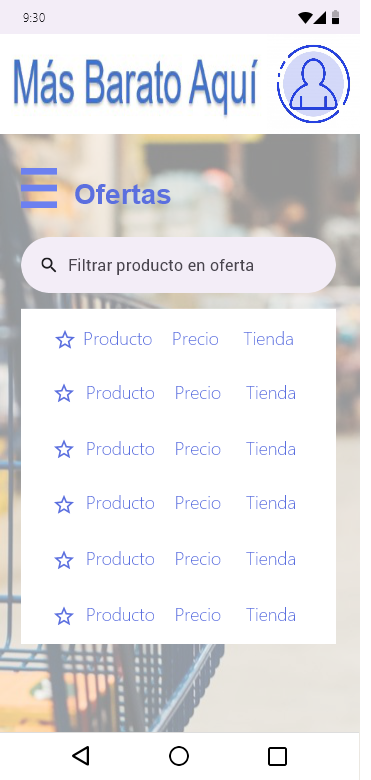 9:30
Más Barato Aquí
Ofertas
Filtrar producto en oferta
Producto Precio Tienda
Producto Precio Tienda
Producto Precio Tienda
Producto Precio Tienda
Producto Precio Tienda
Producto Precio Tienda